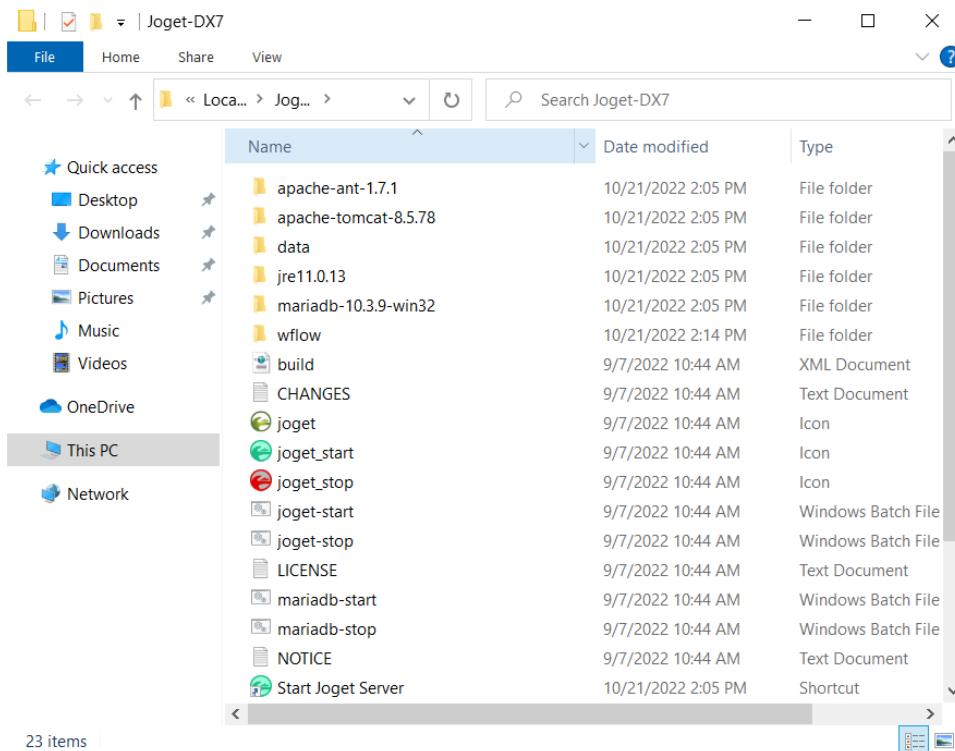 Joget-DX7
File Home Share View
?
« Loca... > Jog... > Search Joget-DX7
Name Date modified Type
Quick access
Desktop
Downloads
Documents
Pictures
Music
Videos
OneDrive
This PC
Network
apache-ant-1.7.1 10/21/2022 2:05 PM File folder
apache-tomcat-8.5.78 10/21/2022 2:05 PM File folder
data 10/21/2022 2:05 PM File folder
jre11.0.13 10/21/2022 2:05 PM File folder
mariadb-10.3.9-win32 10/21/2022 2:05 PM File folder
wflow 10/21/2022 2:14 PM File folder
build 9/7/2022 10:44 AM XML Document
CHANGES 9/7/2022 10:44 AM Text Document
joget 9/7/2022 10:44 AM Icon
joget_start 9/7/2022 10:44 AM Icon
joget_stop 9/7/2022 10:44 AM Icon
joget-start 9/7/2022 10:44 AM Windows Batch File
joget-stop 9/7/2022 10:44 AM Windows Batch File
LICENSE 9/7/2022 10:44 AM Text Document
mariadb-start 9/7/2022 10:44 AM Windows Batch File
mariadb-stop 9/7/2022 10:44 AM Windows Batch File
NOTICE 9/7/2022 10:44 AM Text Document
Start Joget Server 10/21/2022 2:05 PM Shortcut
23 items